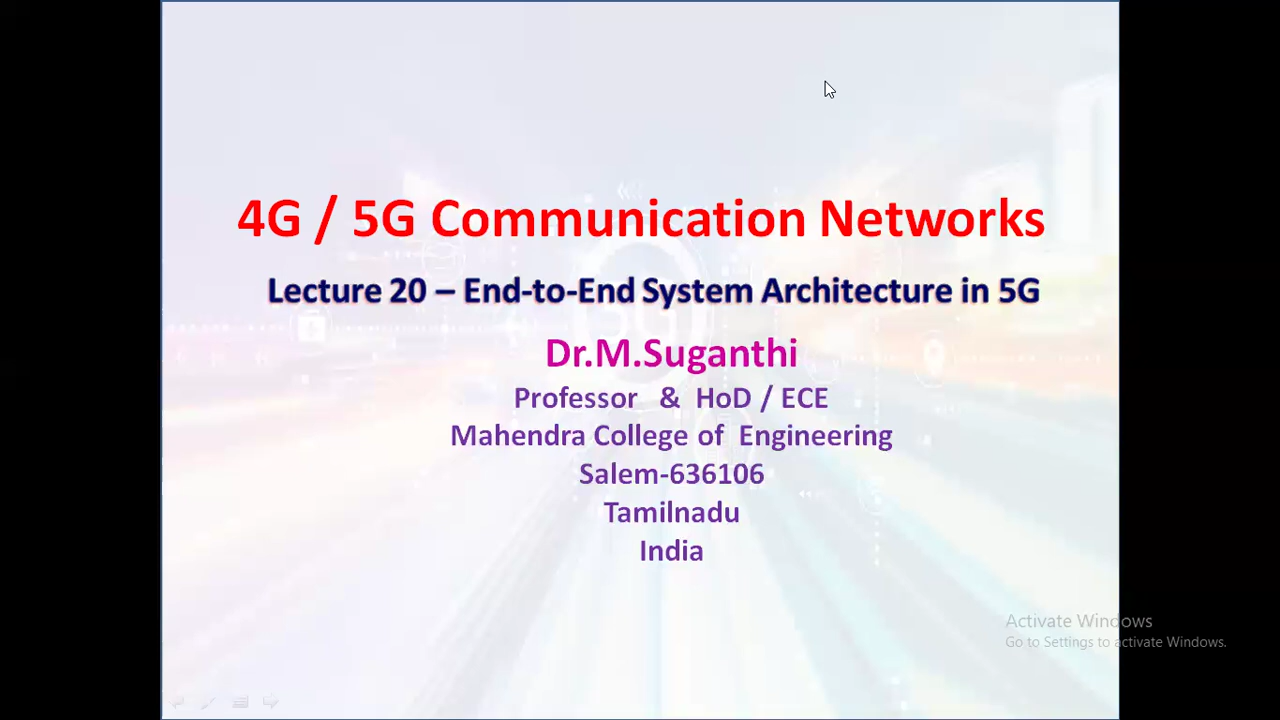 4G / 5G Communication Networks
Lecture 20 – End-to-End System Architecture in 5G
Dr.M.Suganthi
Professor & HoD / ECE
Mahendra College of Engineering
Salem-636106
Tamilnadu
India
Activate Windows
Go to Settings to activate Windows.